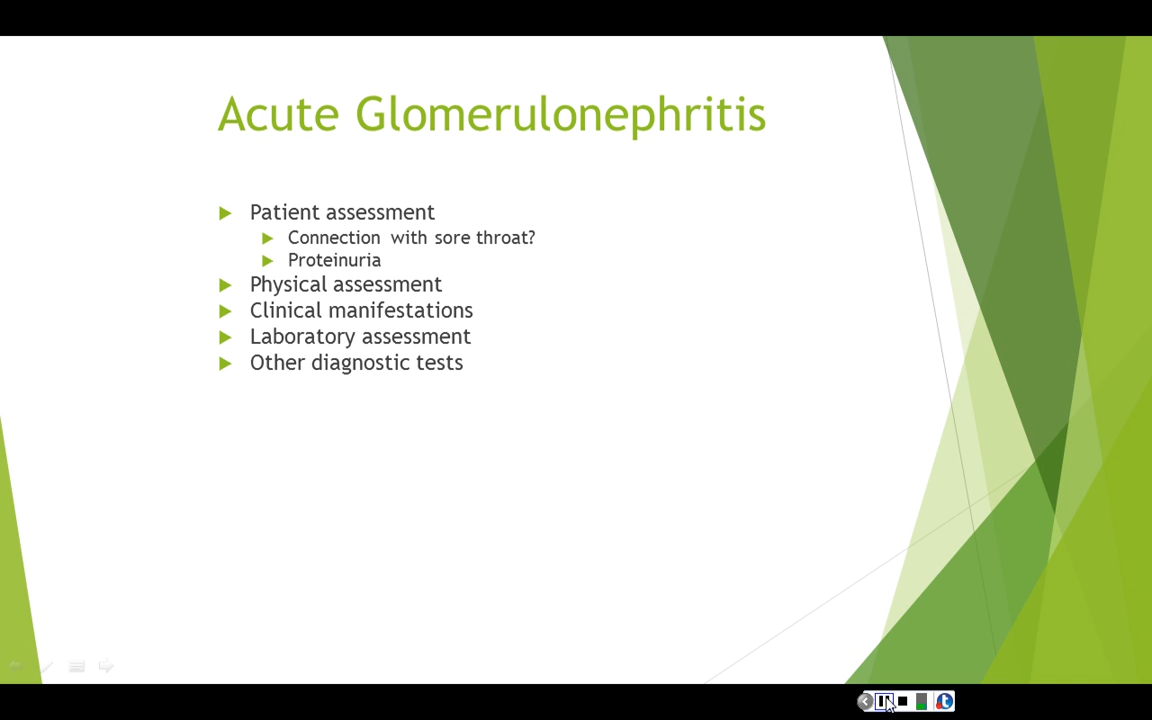 Acute Glomerulonephritis
Patient assessment
Connection with sore throat?
Proteinuria
Physical assessment
Clinical manifestations
Laboratory assessment
Other diagnostic tests
t